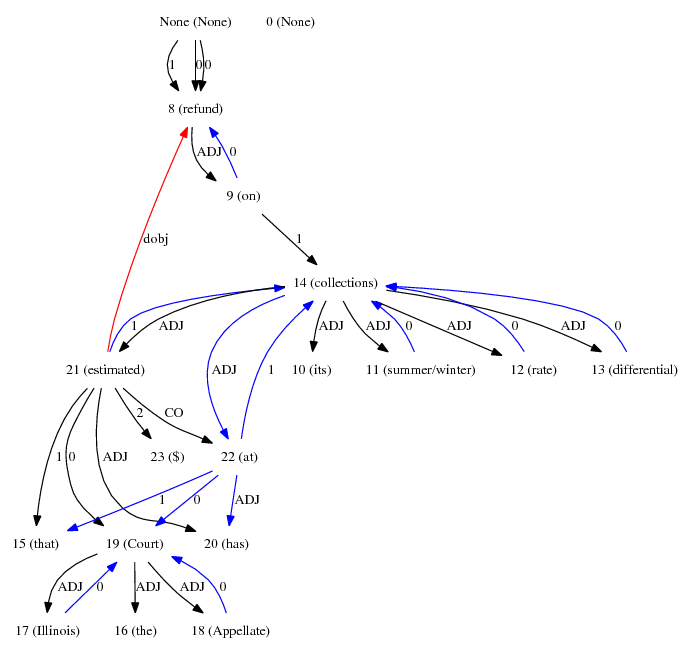 None (None) 0 (None)
1 0 0
8 (refund)
ADJ 0
9 (on)
dobj 1
14 (collections)
1 ADJ ADJ ADJ 0 ADJ 0 ADJ 0
21 (estimated) ADJ 1 10 (its) 11 (summer/winter) 12 (rate) 13 (differential)
2 CO
1 0 ADJ 23 ($) 22 (at)
1 0 ADJ
15 (that) 19 (Court) 20 (has)
ADJ 0 ADJ ADJ 0
17 (Illinois) 16 (the) 18 (Appellate)